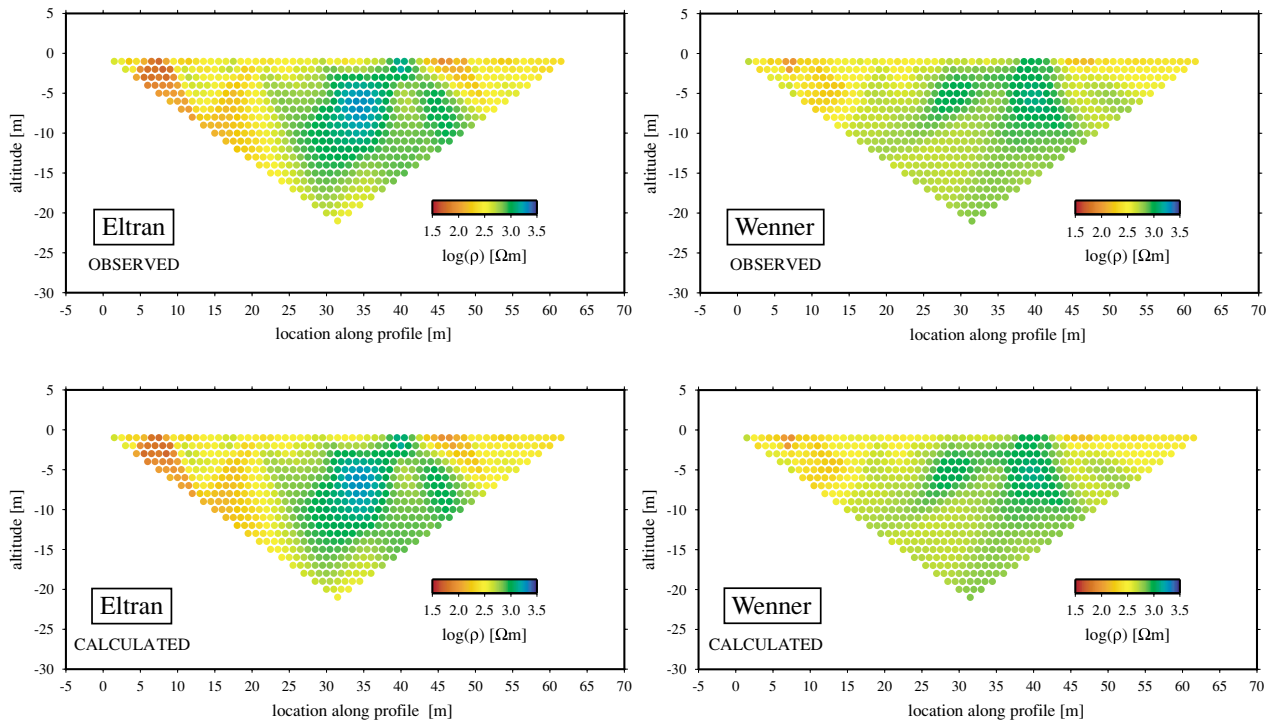 5
0
-5
-10
-15
-20
-25
-30
altitude [m]
-5 0 5 10 15 20 25 30 35 40 45 50 55 60 65 70
location along profile [m]
Eltran
OBSERVED
1.5 2.0 2.5 3.0 3.5
log(ρ) [Ωm]
5
0
-5
-10
-15
-20
-25
-30
altitude [m]
-5 0 5 10 15 20 25 30 35 40 45 50 55 60 65 70
location along profile [m]
Wenner
OBSERVED
1.5 2.0 2.5 3.0 3.5
log(ρ) [Ωm]
5
0
-5
-10
-15
-20
-25
-30
altitude [m]
-5 0 5 10 15 20 25 30 35 40 45 50 55 60 65 70
location along profile [m]
Eltran
CALCULATED
1.5 2.0 2.5 3.0 3.5
log(ρ) [Ωm]
5
0
-5
-10
-15
-20
-25
-30
altitude [m]
-5 0 5 10 15 20 25 30 35 40 45 50 55 60 65 70
location along profile [m]
Wenner
CALCULATED
1.5 2.0 2.5 3.0 3.5
log(ρ) [Ωm]